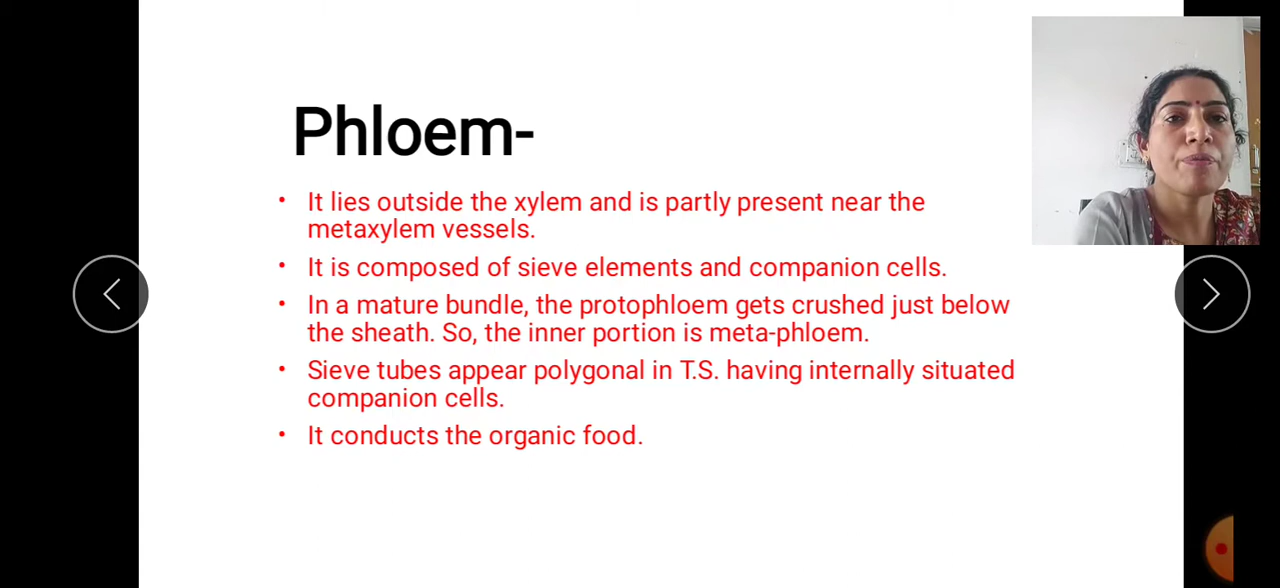 Phloem-
• It lies outside the xylem and is partly present near the
metaxylem vessels.
• It is composed of sieve elements and companion cells.
• In a mature bundle, the protophloem gets crushed just below
the sheath. So, the inner portion is meta-phloem.
• Sieve tubes appear polygonal in T.S. having internally situated
companion cells.
• It conducts the organic food.